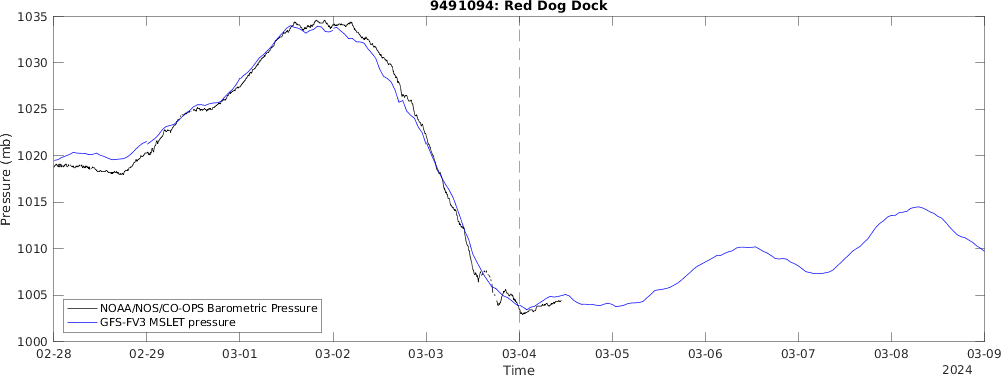 9491094: Red Dog Dock
1035
1030
1025
1020
1015
1010
1005
1000
Pressure (mb)
NOAA/NOS/CO-OPS Barometric Pressure
GFS-FV3 MSLET pressure
02-28 02-29 03-01 03-02 03-03 03-04 03-05 03-06 03-07 03-08 03-09
Time
2024